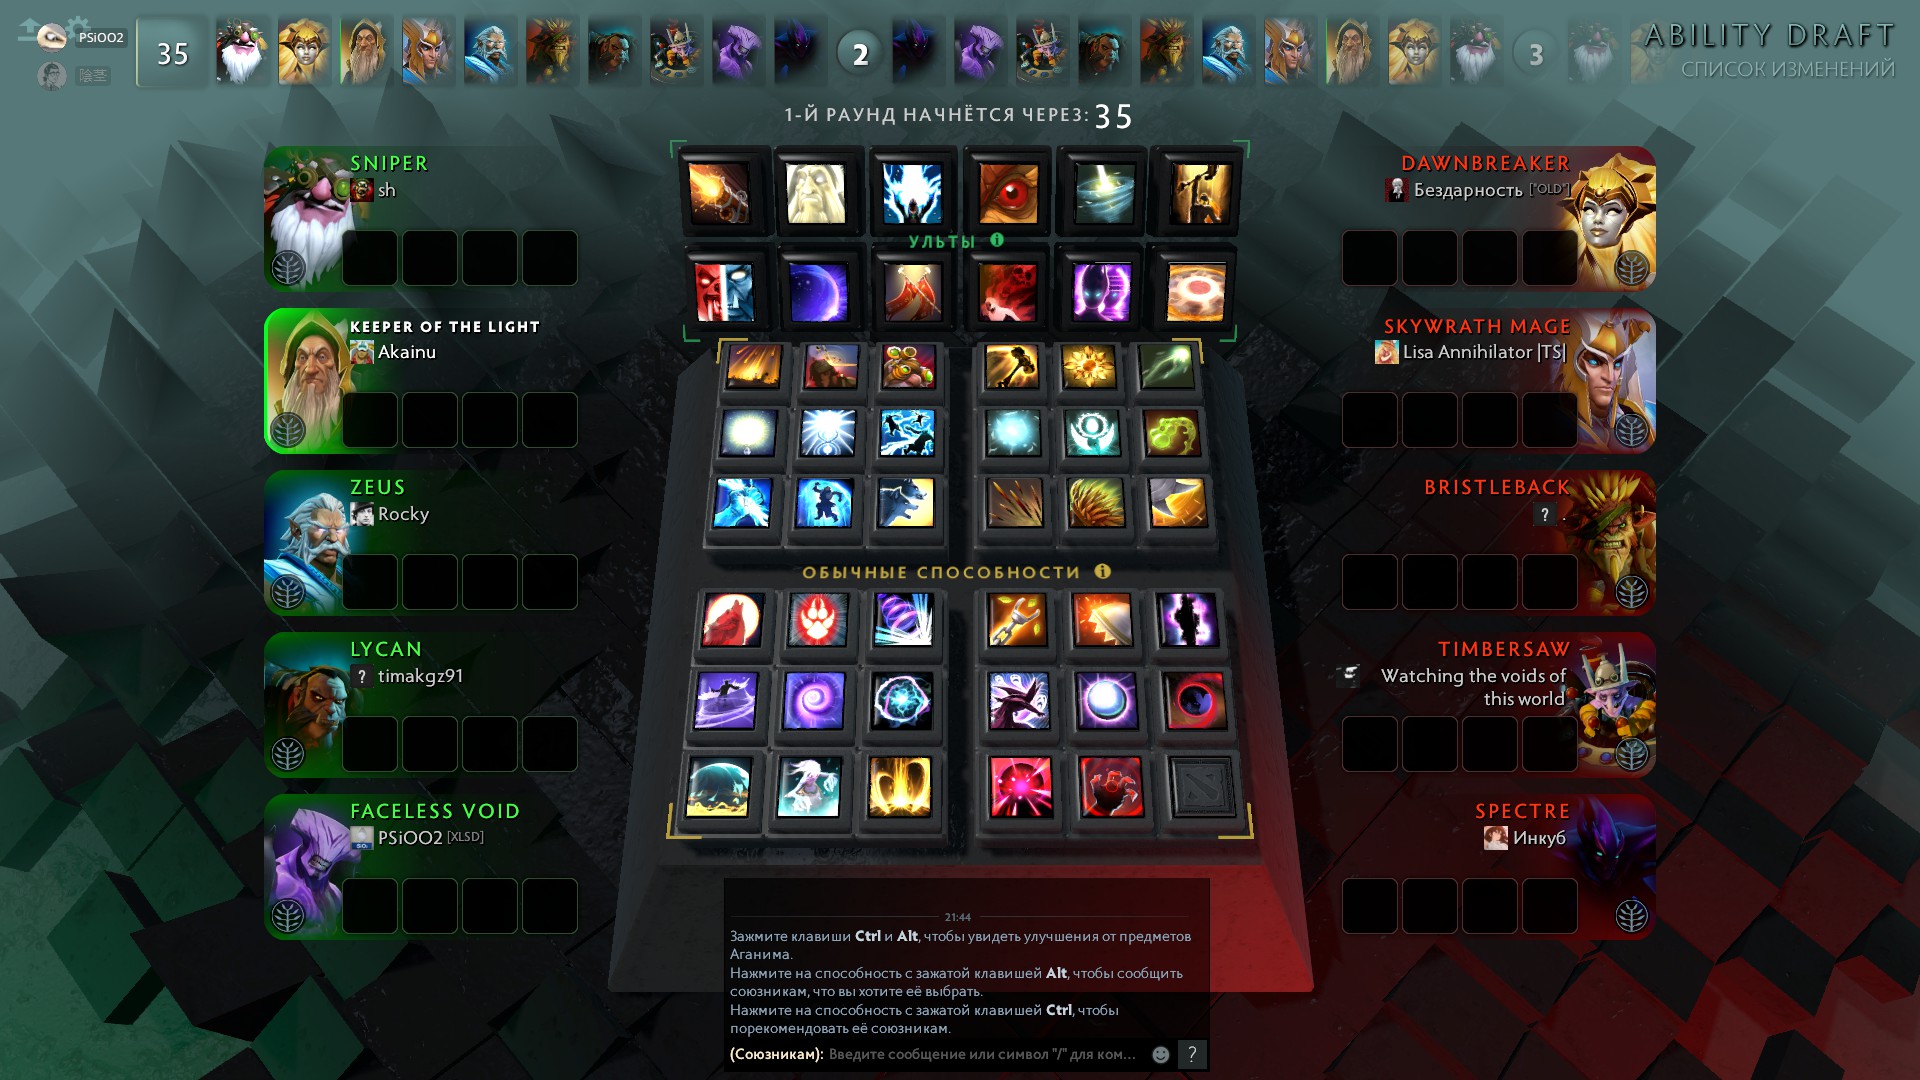 PSiOO2
陰茎
35
2
3
ABILITY DRAFT
СПИСОК ИЗМЕНЕНИЙ
1-Й РАУНД НАЧНЁТСЯ ЧЕРЕЗ: 35
SNIPER
sh
KEEPER OF THE LIGHT
Akainu
ZEUS
Rocky
LYCAN
timakgz91
FACELESS VOID
PSiOO2 [XLSD]
УЛЬТЫ
ОБЫЧНЫЕ СПОСОБНОСТИ
DAWNBREAKER
Бездарность ["OLD"]
SKYWRATH MAGE
Lisa Annihilator |TS|
BRISTLEBACK
.
TIMBERSAW
Watching the voids of
this world
SPECTRE
Инкуб
21:44
Зажмите клавиши Ctrl и Alt, чтобы увидеть улучшения от предметов
Аганима.
Нажмите на способность с зажатой клавишей Alt, чтобы сообщить
союзникам, что вы хотите её выбрать.
Нажмите на способность с зажатой клавишей Ctrl, чтобы
порекомендовать её союзникам.
(Союзникам): Введите сообщение или символ "/" для ком...
?